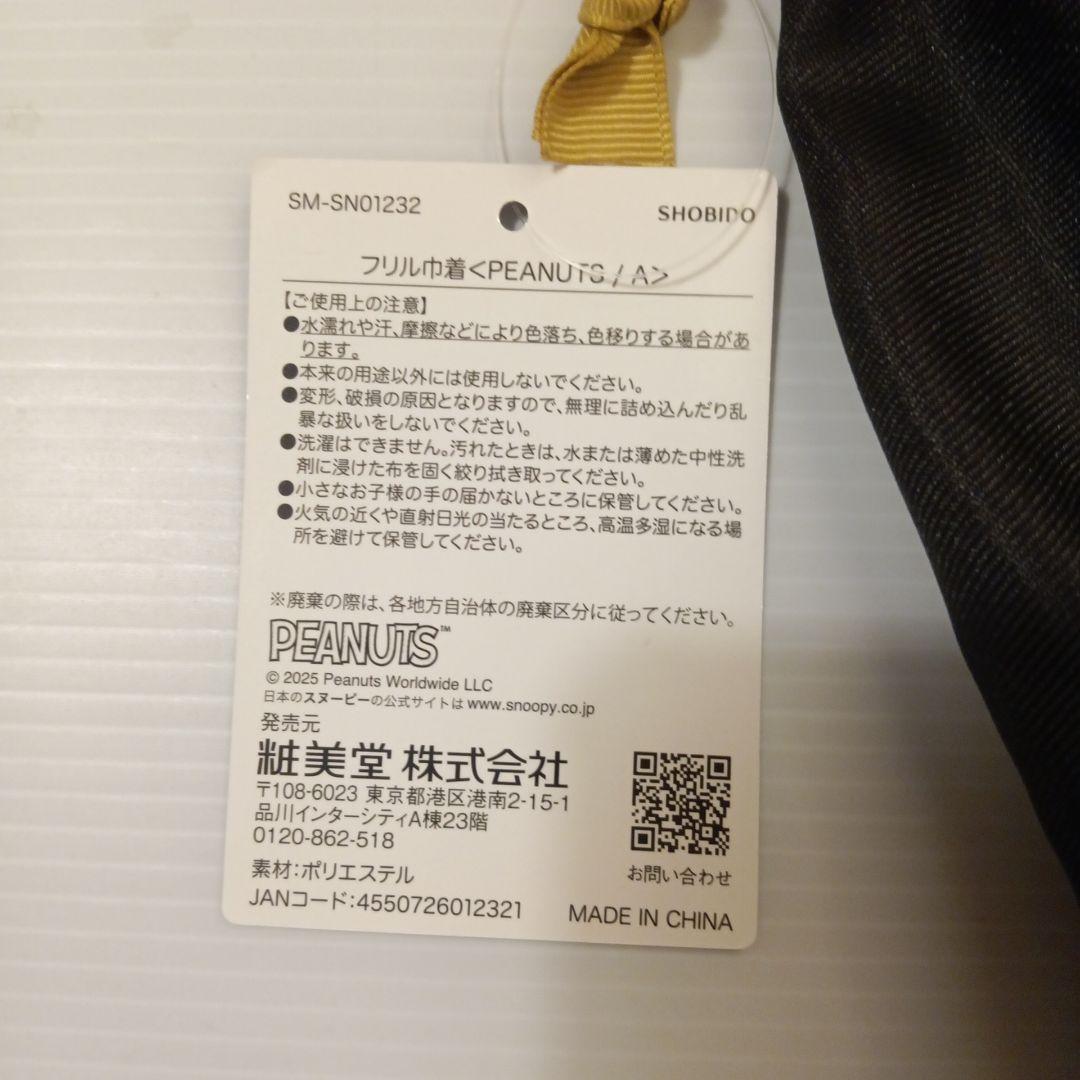 SM-SN01232
SHOBIDO
フリル巾着<PEANUTS / A>
【ご使用上の注意】
●水濡れや汗、摩擦などにより色落ち、色移りする場合があ
ります。
●本来の用途以外には使用しないでください。
●変形、破損の原因となりますので、無理に詰め込んだり乱
暴な扱いをしないでください。
●洗濯はできません。汚れたときは、水または薄めた中性洗
剤に浸けた布を固く絞り拭き取ってください。
●小さなお子様の手の届かないところに保管してください。
●火気の近くや直射日光の当たるところ、高温多湿になる場
所を避けて保管してください。
※廃棄の際は、各地方自治体の廃棄区分に従ってください。
PEANUTS™
© 2025 Peanuts Worldwide LLC
日本のスヌーピーの公式サイトは www.snoopy.co.jp
発売元
粧美堂 株式会社
〒108-6023 東京都港区港南2-15-1
品川インターシティA棟23階
0120-862-518
お問い合わせ
素材:ポリエステル
JANコード:4550726012321
MADE IN CHINA